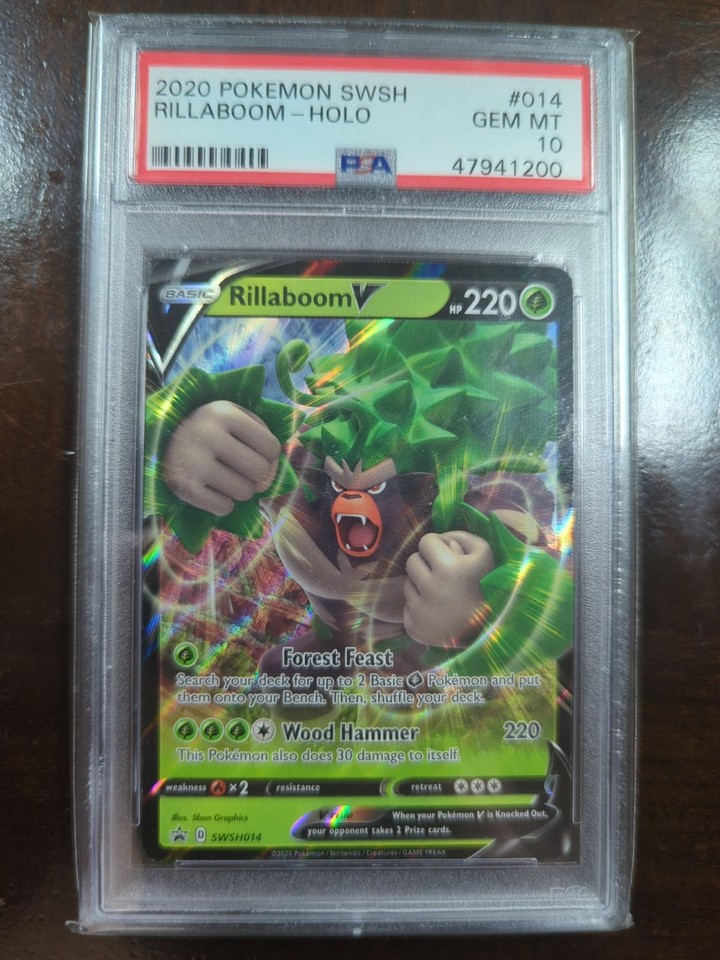 2020 POKEMON SWSH #014
RILLABOOM – HOLO GEM MT
10
PSA 47941200
BASIC Rillaboom V HP 220
Forest Feast
Search your deck for up to 2 Basic Pokémon and put
them onto your Bench. Then, shuffle your deck.
Wood Hammer 220
This Pokémon also does 30 damage to itself.
weakness ×2 resistance retreat
Illus. 5ban Graphics
V rule When your Pokémon V is Knocked Out,
your opponent takes 2 Prize cards.
D SWSH014
©2020 Pokémon / Nintendo / Creatures / GAME FREAK